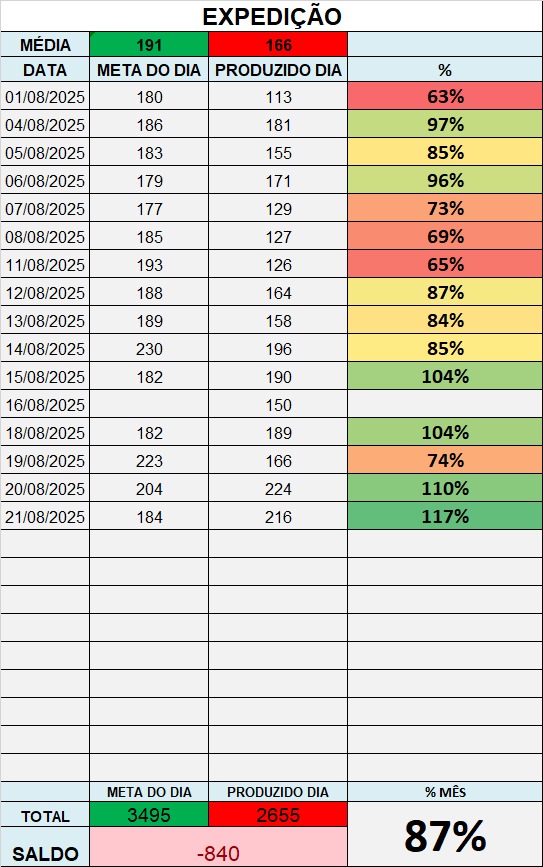 EXPEDIÇÃO
MÉDIA 191 166
DATA META DO DIA PRODUZIDO DIA %
01/08/2025 180 113 63%
04/08/2025 186 181 97%
05/08/2025 183 155 85%
06/08/2025 179 171 96%
07/08/2025 177 129 73%
08/08/2025 185 127 69%
11/08/2025 193 126 65%
12/08/2025 188 164 87%
13/08/2025 189 158 84%
14/08/2025 230 196 85%
15/08/2025 182 190 104%
16/08/2025 150
18/08/2025 182 189 104%
19/08/2025 223 166 74%
20/08/2025 204 224 110%
21/08/2025 184 216 117%
META DO DIA PRODUZIDO DIA % MÊS
TOTAL 3495 2655
87%
SALDO -840